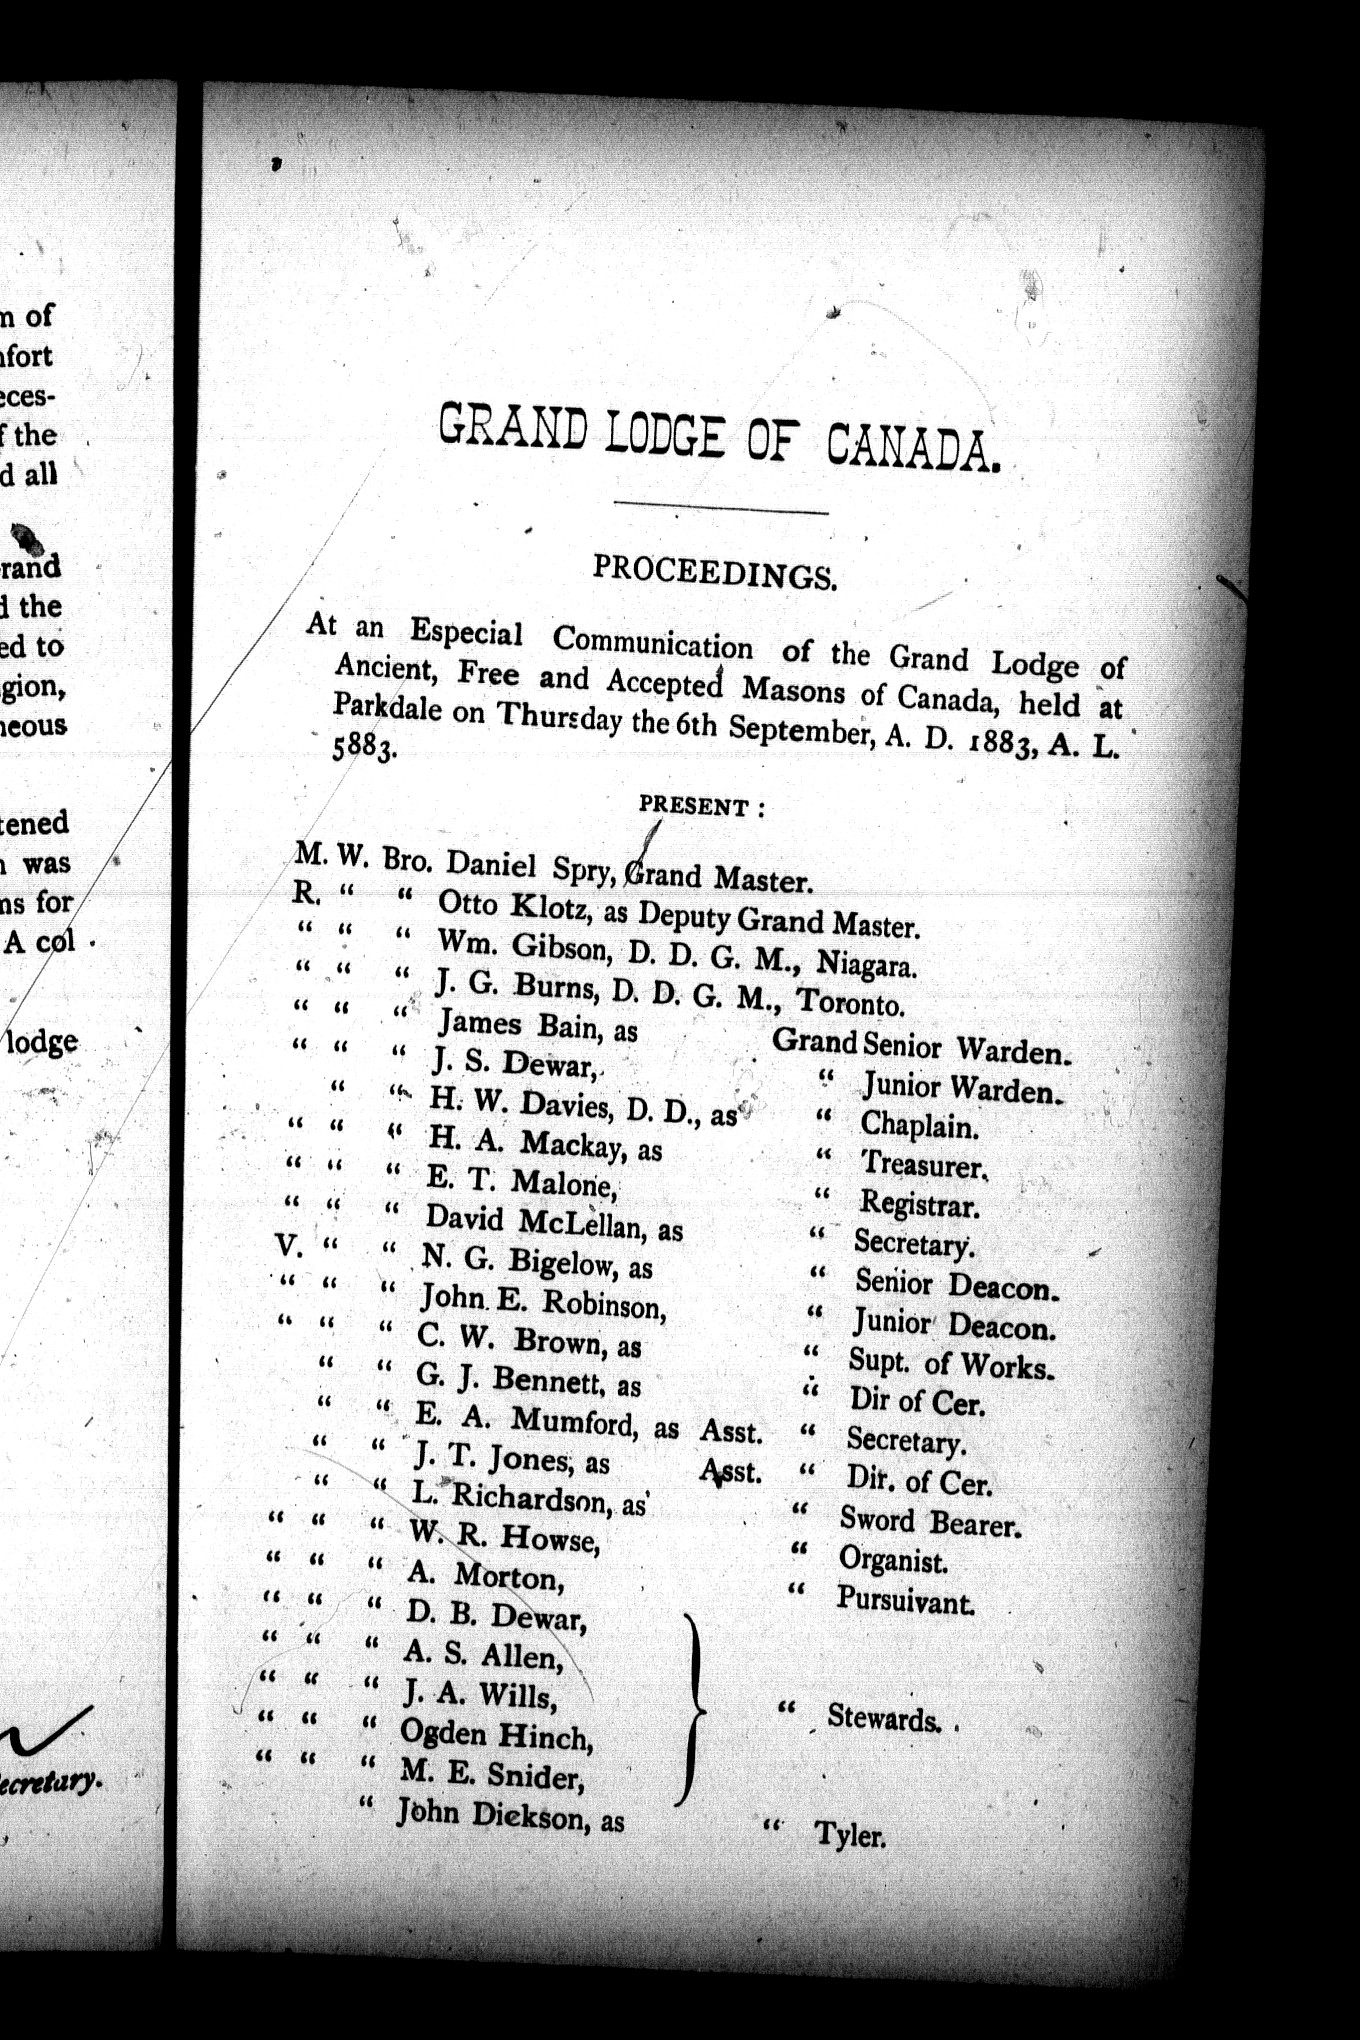 m of
nfort
eces-
f the
d all
rand
d the
ed to
gion,
neous
tened
n was
ns for
A col
lodge
ecretary.
GRAND LODGE OF CANADA.
PROCEEDINGS.
At an Especial Communication of the Grand Lodge of
Ancient, Free and Accepted Masons of Canada, held at
Parkdale on Thursday the 6th September, A. D. 1883, A. L.
5883.
PRESENT :
M. W. Bro. Daniel Spry, Grand Master.
R. “ “ Otto Klotz, as Deputy Grand Master.
“ “ “ Wm. Gibson, D. D. G. M., Niagara.
“ “ “ J. G. Burns, D. D. G. M., Toronto.
“ “ “ James Bain, as Grand Senior Warden.
“ “ “ J. S. Dewar, “ Junior Warden.
“ “ H. W. Davies, D. D., as “ Chaplain.
“ “ “ H. A. Mackay, as “ Treasurer.
“ “ “ E. T. Malone, “ Registrar.
“ “ “ David McLellan, as “ Secretary.
V. “ “ N. G. Bigelow, as “ Senior Deacon.
“ “ “ John E. Robinson, “ Junior Deacon.
“ “ “ C. W. Brown, as “ Supt. of Works.
“ “ G. J. Bennett, as “ Dir of Cer.
“ “ E. A. Mumford, as Asst. “ Secretary.
“ “ J. T. Jones, as Asst. “ Dir. of Cer.
“ “ L. Richardson, as “ Sword Bearer.
“ “ “ W. R. Howse, “ Organist.
“ “ “ A. Morton, “ Pursuivant.
“ “ “ D. B. Dewar,
“ “ “ A. S. Allen,
“ “ “ J. A. Wills, “ Stewards.
“ “ “ Ogden Hinch,
“ “ “ M. E. Snider,
“ John Dickson, as “ Tyler.